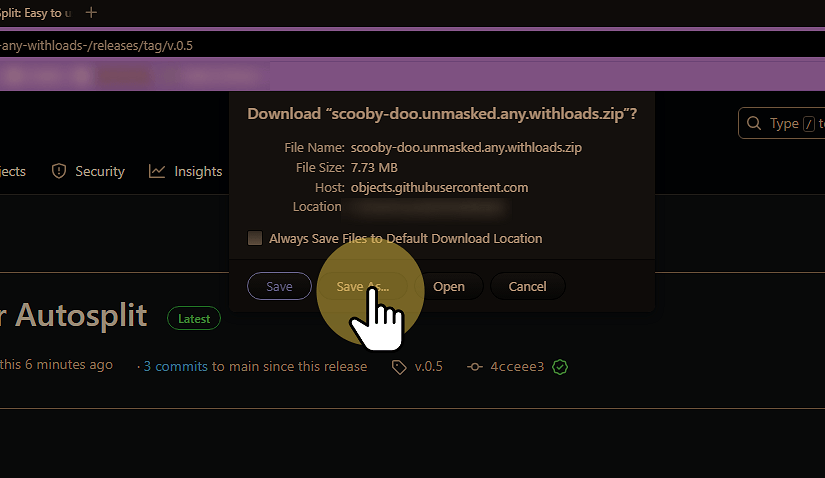 Split: Easy to u
-any-withloads-/releases/tag/v.0.5
Download “scooby-doo.unmasked.any.withloads.zip”?
File Name: scooby-doo.unmasked.any.withloads.zip
File Size: 7.73 MB
Host: objects.githubusercontent.com
Location
Always Save Files to Default Download Location
Save Save As... Open Cancel
Type / to
jects Security Insights
r Autosplit Latest
this 6 minutes ago · 3 commits to main since this release v.0.5 4cceee3